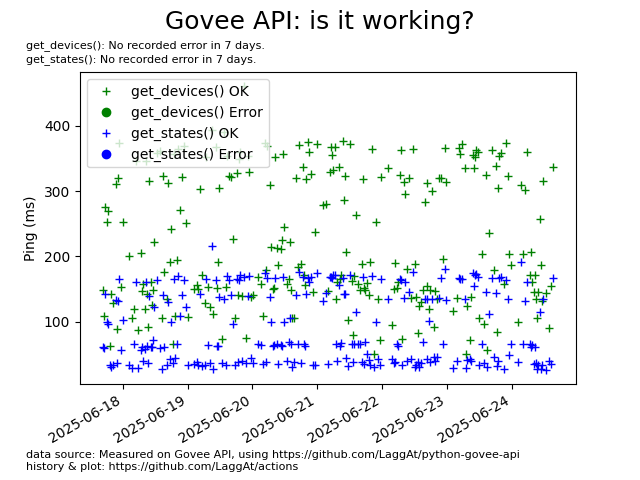 Govee API: is it working?
get_devices(): No recorded error in 7 days.
get_states(): No recorded error in 7 days.
get_devices() OK
get_devices() Error
get_states() OK
get_states() Error
Ping (ms)
400
300
200
100
2025-06-18
2025-06-19
2025-06-20
2025-06-21
2025-06-22
2025-06-23
2025-06-24
data source: Measured on Govee API, using https://github.com/LaggAt/python-govee-api
history & plot: https://github.com/LaggAt/actions